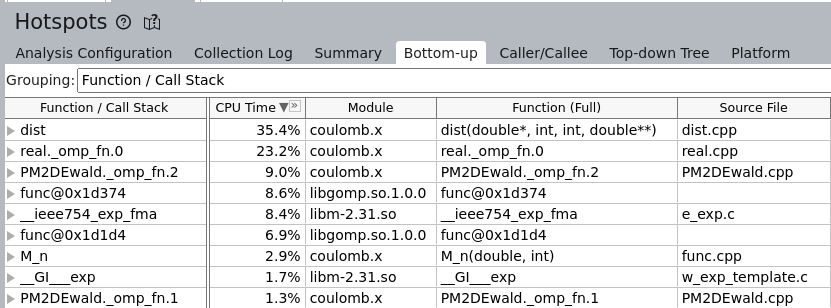 Hotspots
Analysis Configuration Collection Log Summary Bottom-up Caller/Callee Top-down Tree Platform
Grouping: Function / Call Stack
Function / Call Stack CPU Time ▼ » Module Function (Full) Source File
dist 35.4% coulomb.x dist(double*, int, int, double**) dist.cpp
real._omp_fn.0 23.2% coulomb.x real._omp_fn.0 real.cpp
PM2DEwald._omp_fn.2 9.0% coulomb.x PM2DEwald._omp_fn.2 PM2DEwald.cpp
func@0x1d374 8.6% libgomp.so.1.0.0 func@0x1d374
__ieee754_exp_fma 8.4% libm-2.31.so __ieee754_exp_fma e_exp.c
func@0x1d1d4 6.9% libgomp.so.1.0.0 func@0x1d1d4
M_n 2.9% coulomb.x M_n(double, int) func.cpp
__GI___exp 1.7% libm-2.31.so __GI___exp w_exp_template.c
PM2DEwald._omp_fn.1 1.3% coulomb.x PM2DEwald._omp_fn.1 PM2DEwald.cpp